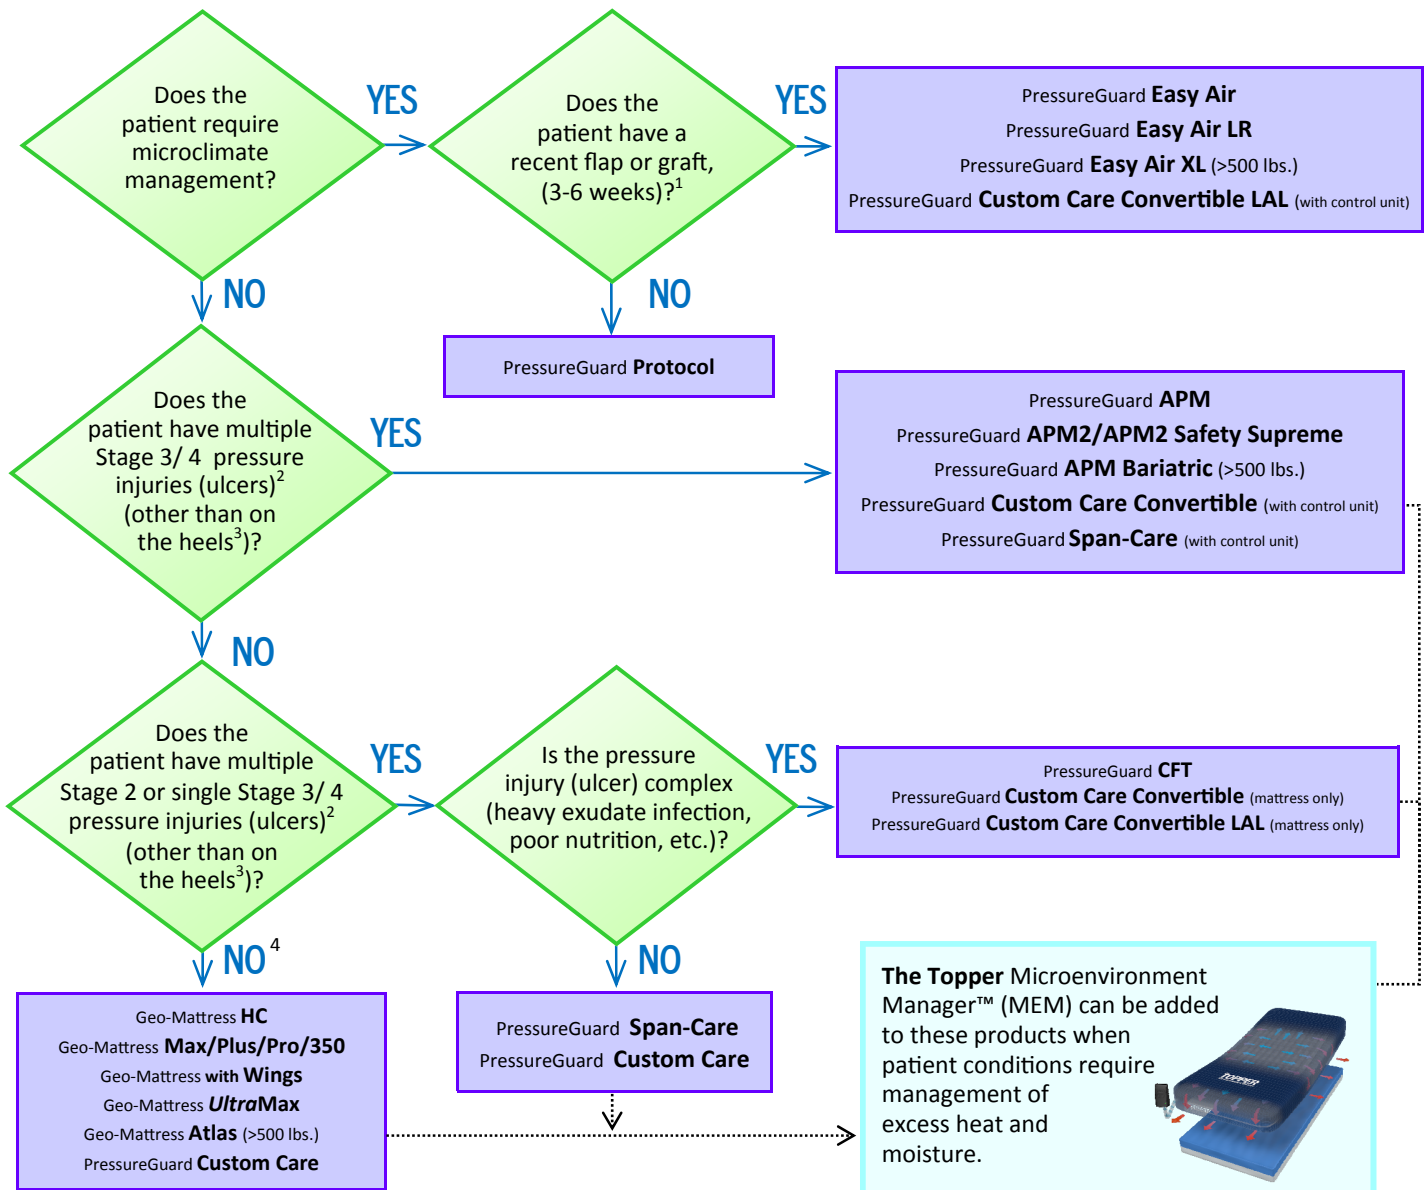 Does the
patient require
microclimate
management?
YES
Does the
patient have a
recent flap or graft,
(3-6 weeks)?1
YES
PressureGuard Easy Air
PressureGuard Easy Air LR
PressureGuard Easy Air XL (>500 lbs.)
PressureGuard Custom Care Convertible LAL (with control unit)
NO
NO
PressureGuard Protocol
Does the
patient have multiple
Stage 3/ 4 pressure
injuries (ulcers)2
(other than on
the heels3)?
YES
PressureGuard APM
PressureGuard APM2/APM2 Safety Supreme
PressureGuard APM Bariatric (>500 lbs.)
PressureGuard Custom Care Convertible (with control unit)
PressureGuard Span-Care (with control unit)
NO
Does the
patient have multiple
Stage 2 or single Stage 3/ 4
pressure injuries (ulcers)2
(other than on
the heels3)?
YES
Is the pressure
injury (ulcer) complex
(heavy exudate infection,
poor nutrition, etc.)?
YES
PressureGuard CFT
PressureGuard Custom Care Convertible (mattress only)
PressureGuard Custom Care Convertible LAL (mattress only)
NO4
NO
Geo-Mattress HC
Geo-Mattress Max/Plus/Pro/350
Geo-Mattress with Wings
Geo-Mattress UltraMax
Geo-Mattress Atlas (>500 lbs.)
PressureGuard Custom Care
PressureGuard Span-Care
PressureGuard Custom Care
The Topper Microenvironment
Manager™ (MEM) can be added
to these products when
patient conditions require
management of
excess heat and
moisture.
TOPPER